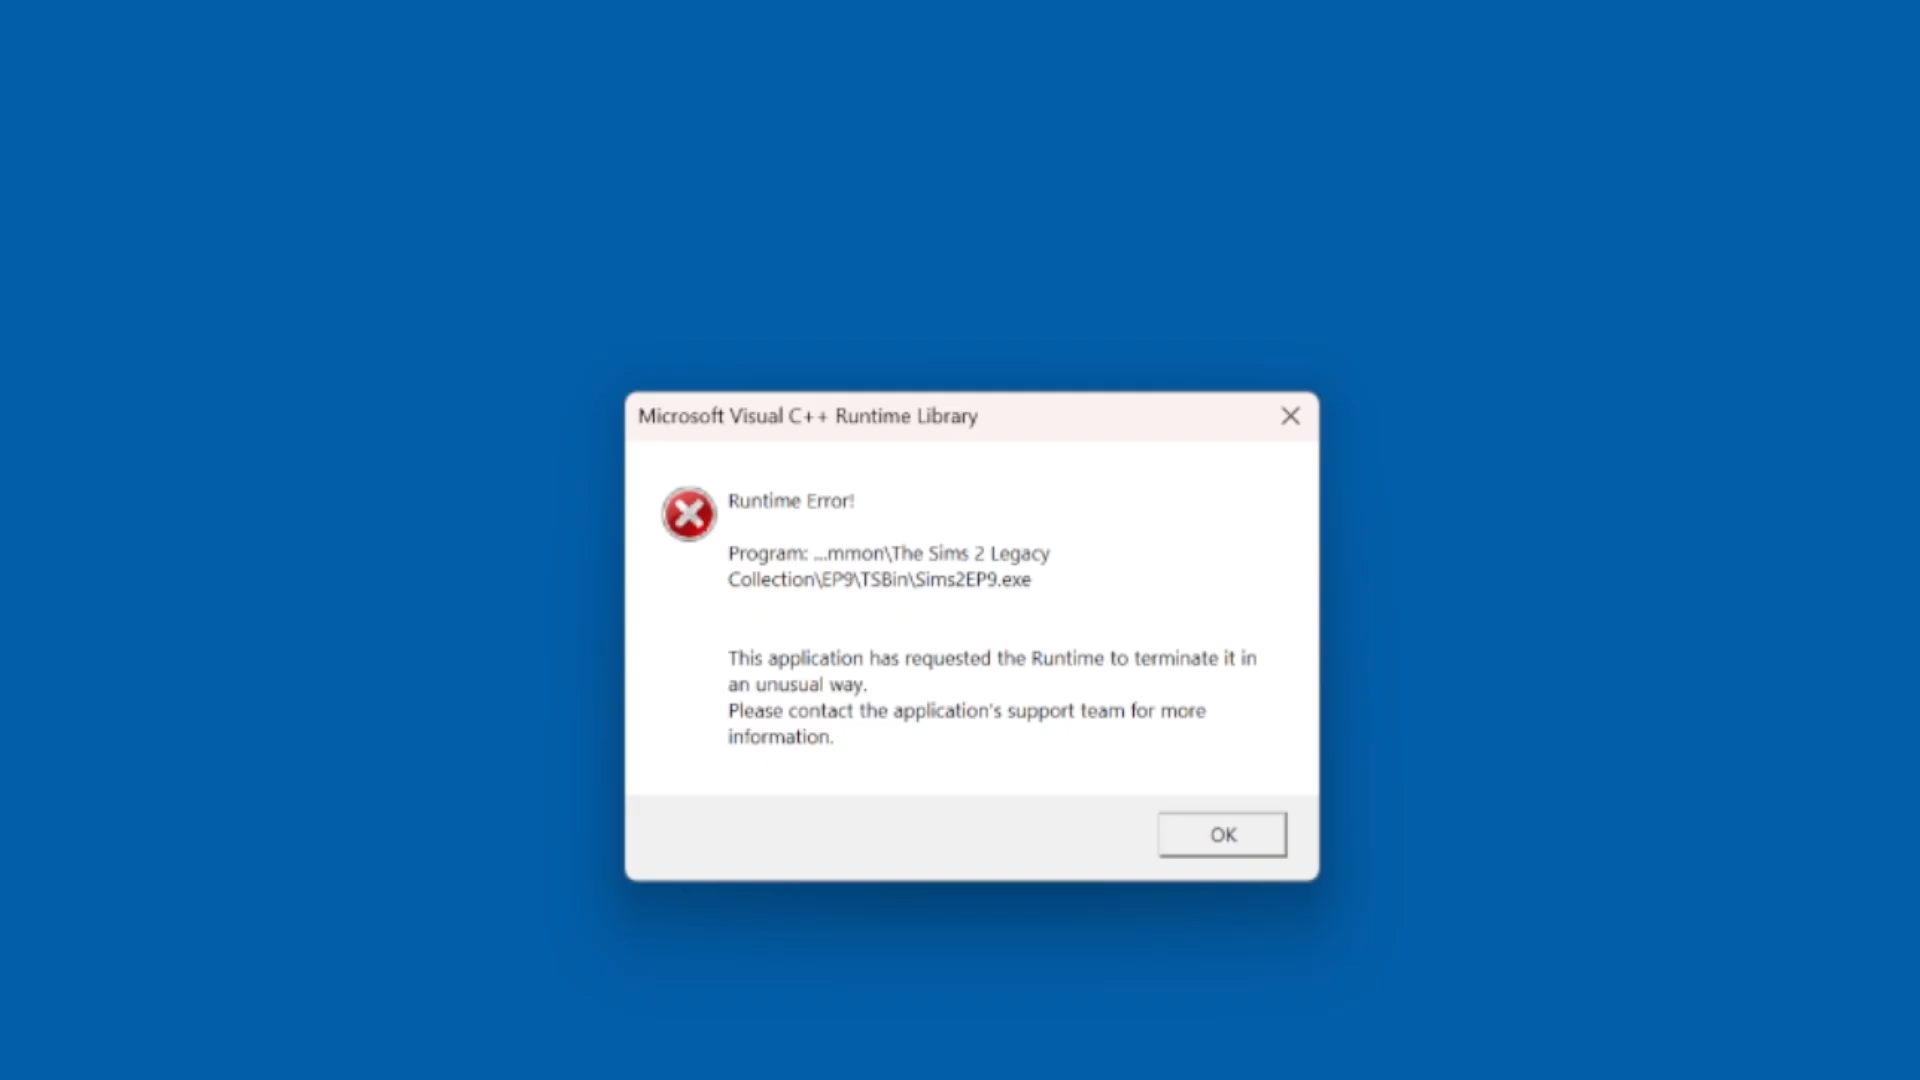 Microsoft Visual C++ Runtime Library
Runtime Error!
Program: ...mmon\The Sims 2 Legacy
Collection\EP9\TSBin\Sims2EP9.exe
This application has requested the Runtime to terminate it in
an unusual way.
Please contact the application's support team for more
information.
OK